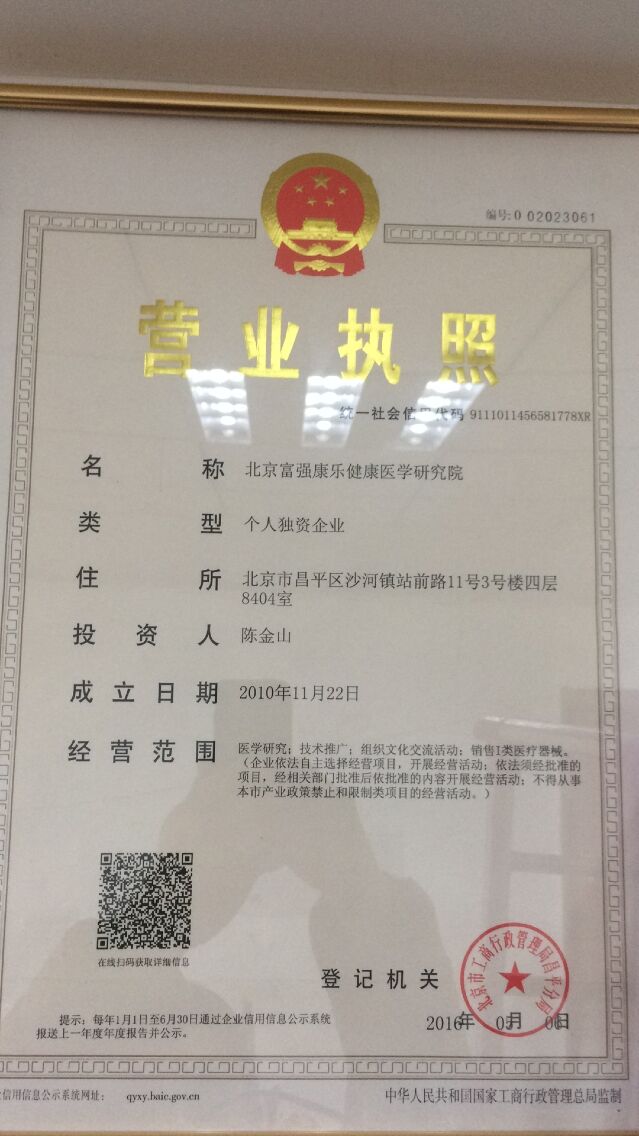 编号:0 02023061
营业执照
统一社会信用代码 9111011456581778XR
名称 北京富强康乐健康医学研究院
类型 个人独资企业
住所 北京市昌平区沙河镇站前路11号3号楼四层
8404室
投资人 陈金山
成立日期 2010年11月22日
经营范围 医学研究;技术推广;组织文化交流活动;销售I类医疗器械。
(企业依法自主选择经营项目,开展经营活动;依法须经批准的
项目,经相关部门批准后依批准的内容开展经营活动;不得从事
本市产业政策禁止和限制类项目的经营活动。)
在线扫码获取详细信息
登记机关
北京市工商行政管理局昌平分局
2016年 05月 06日
提示:每年1月1日至6月30日通过企业信用信息公示系统
报送上一年度年度报告并公示。
信用信息公示系统网址: qyxy.baic.gov.cn
中华人民共和国国家工商行政管理总局监制